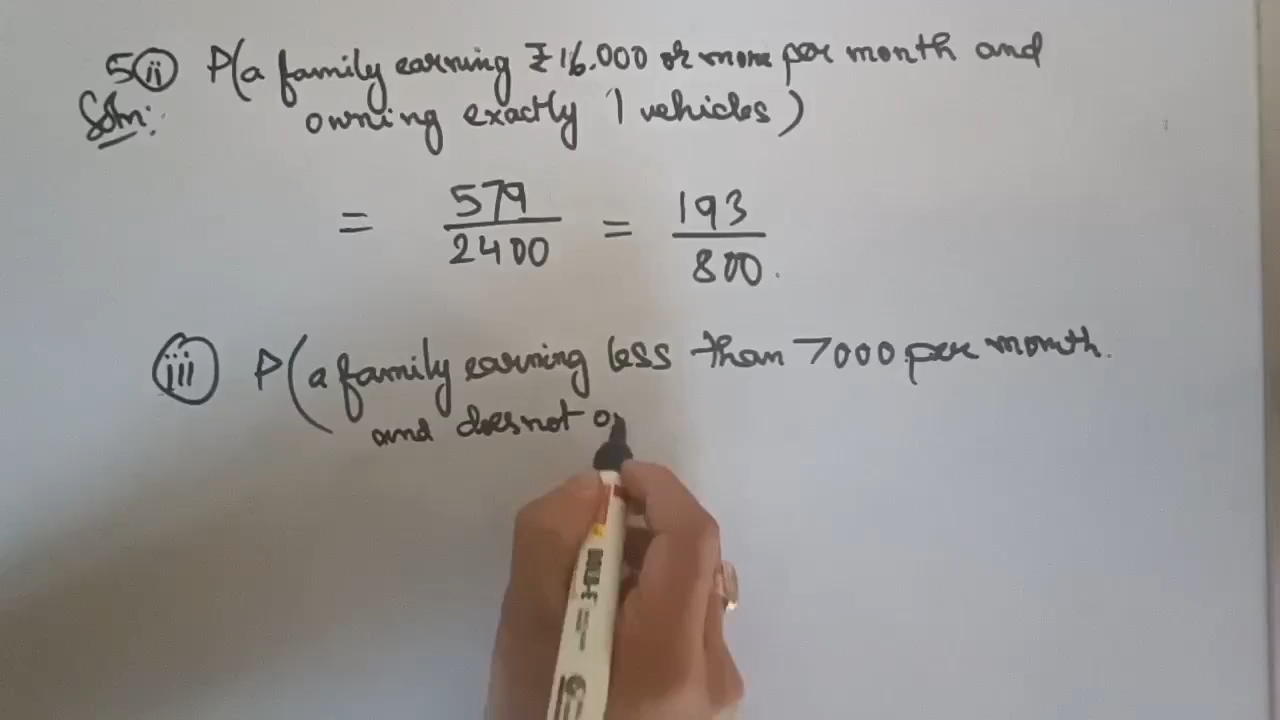 5(ii) P(a family earning ₹16.000 or more per month and
Soln: owning exactly 1 vehicles)
= 579/2400 = 193/800.
(iii) P(a family earning less than 7000 per month.
and does not o